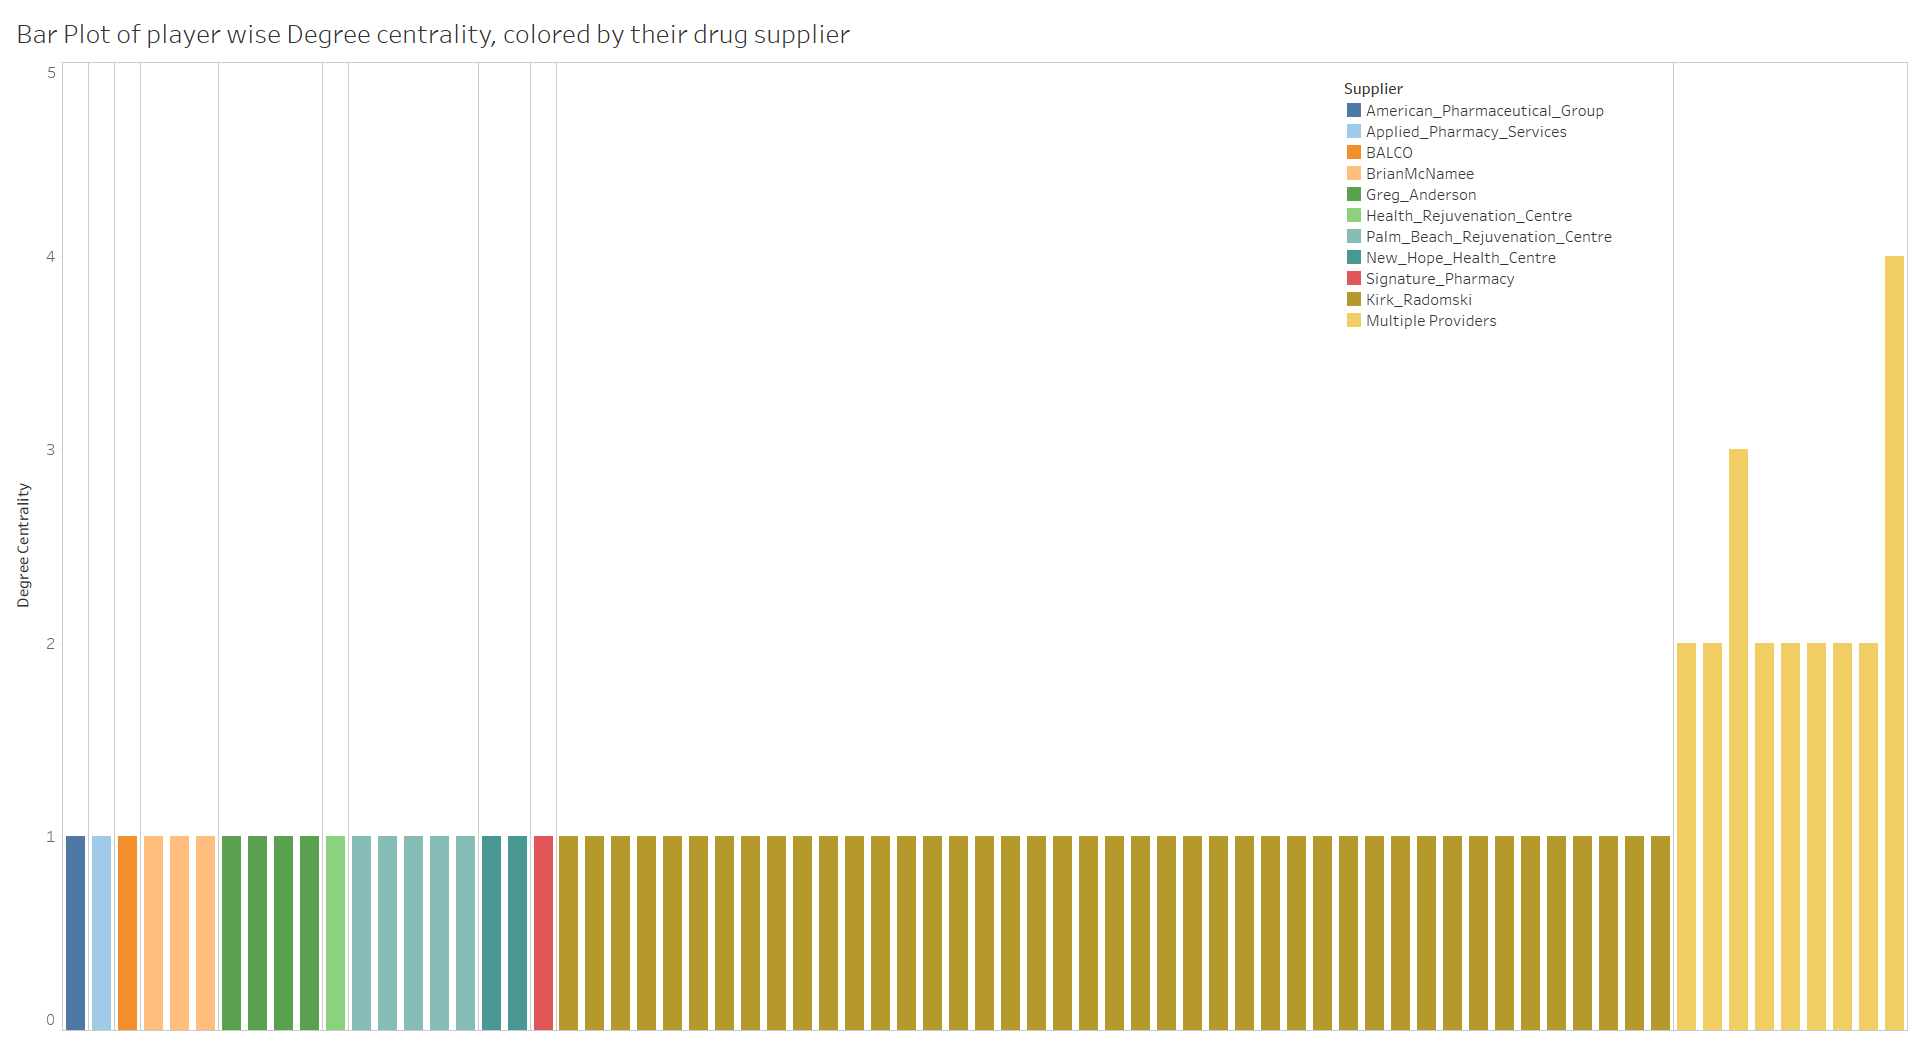 Bar Plot of player wise Degree centrality, colored by their drug supplier
5
4
3
2
1
0
Degree Centrality
Supplier
American_Pharmaceutical_Group
Applied_Pharmacy_Services
BALCO
BrianMcNamee
Greg_Anderson
Health_Rejuvenation_Centre
Palm_Beach_Rejuvenation_Centre
New_Hope_Health_Centre
Signature_Pharmacy
Kirk_Radomski
Multiple Providers